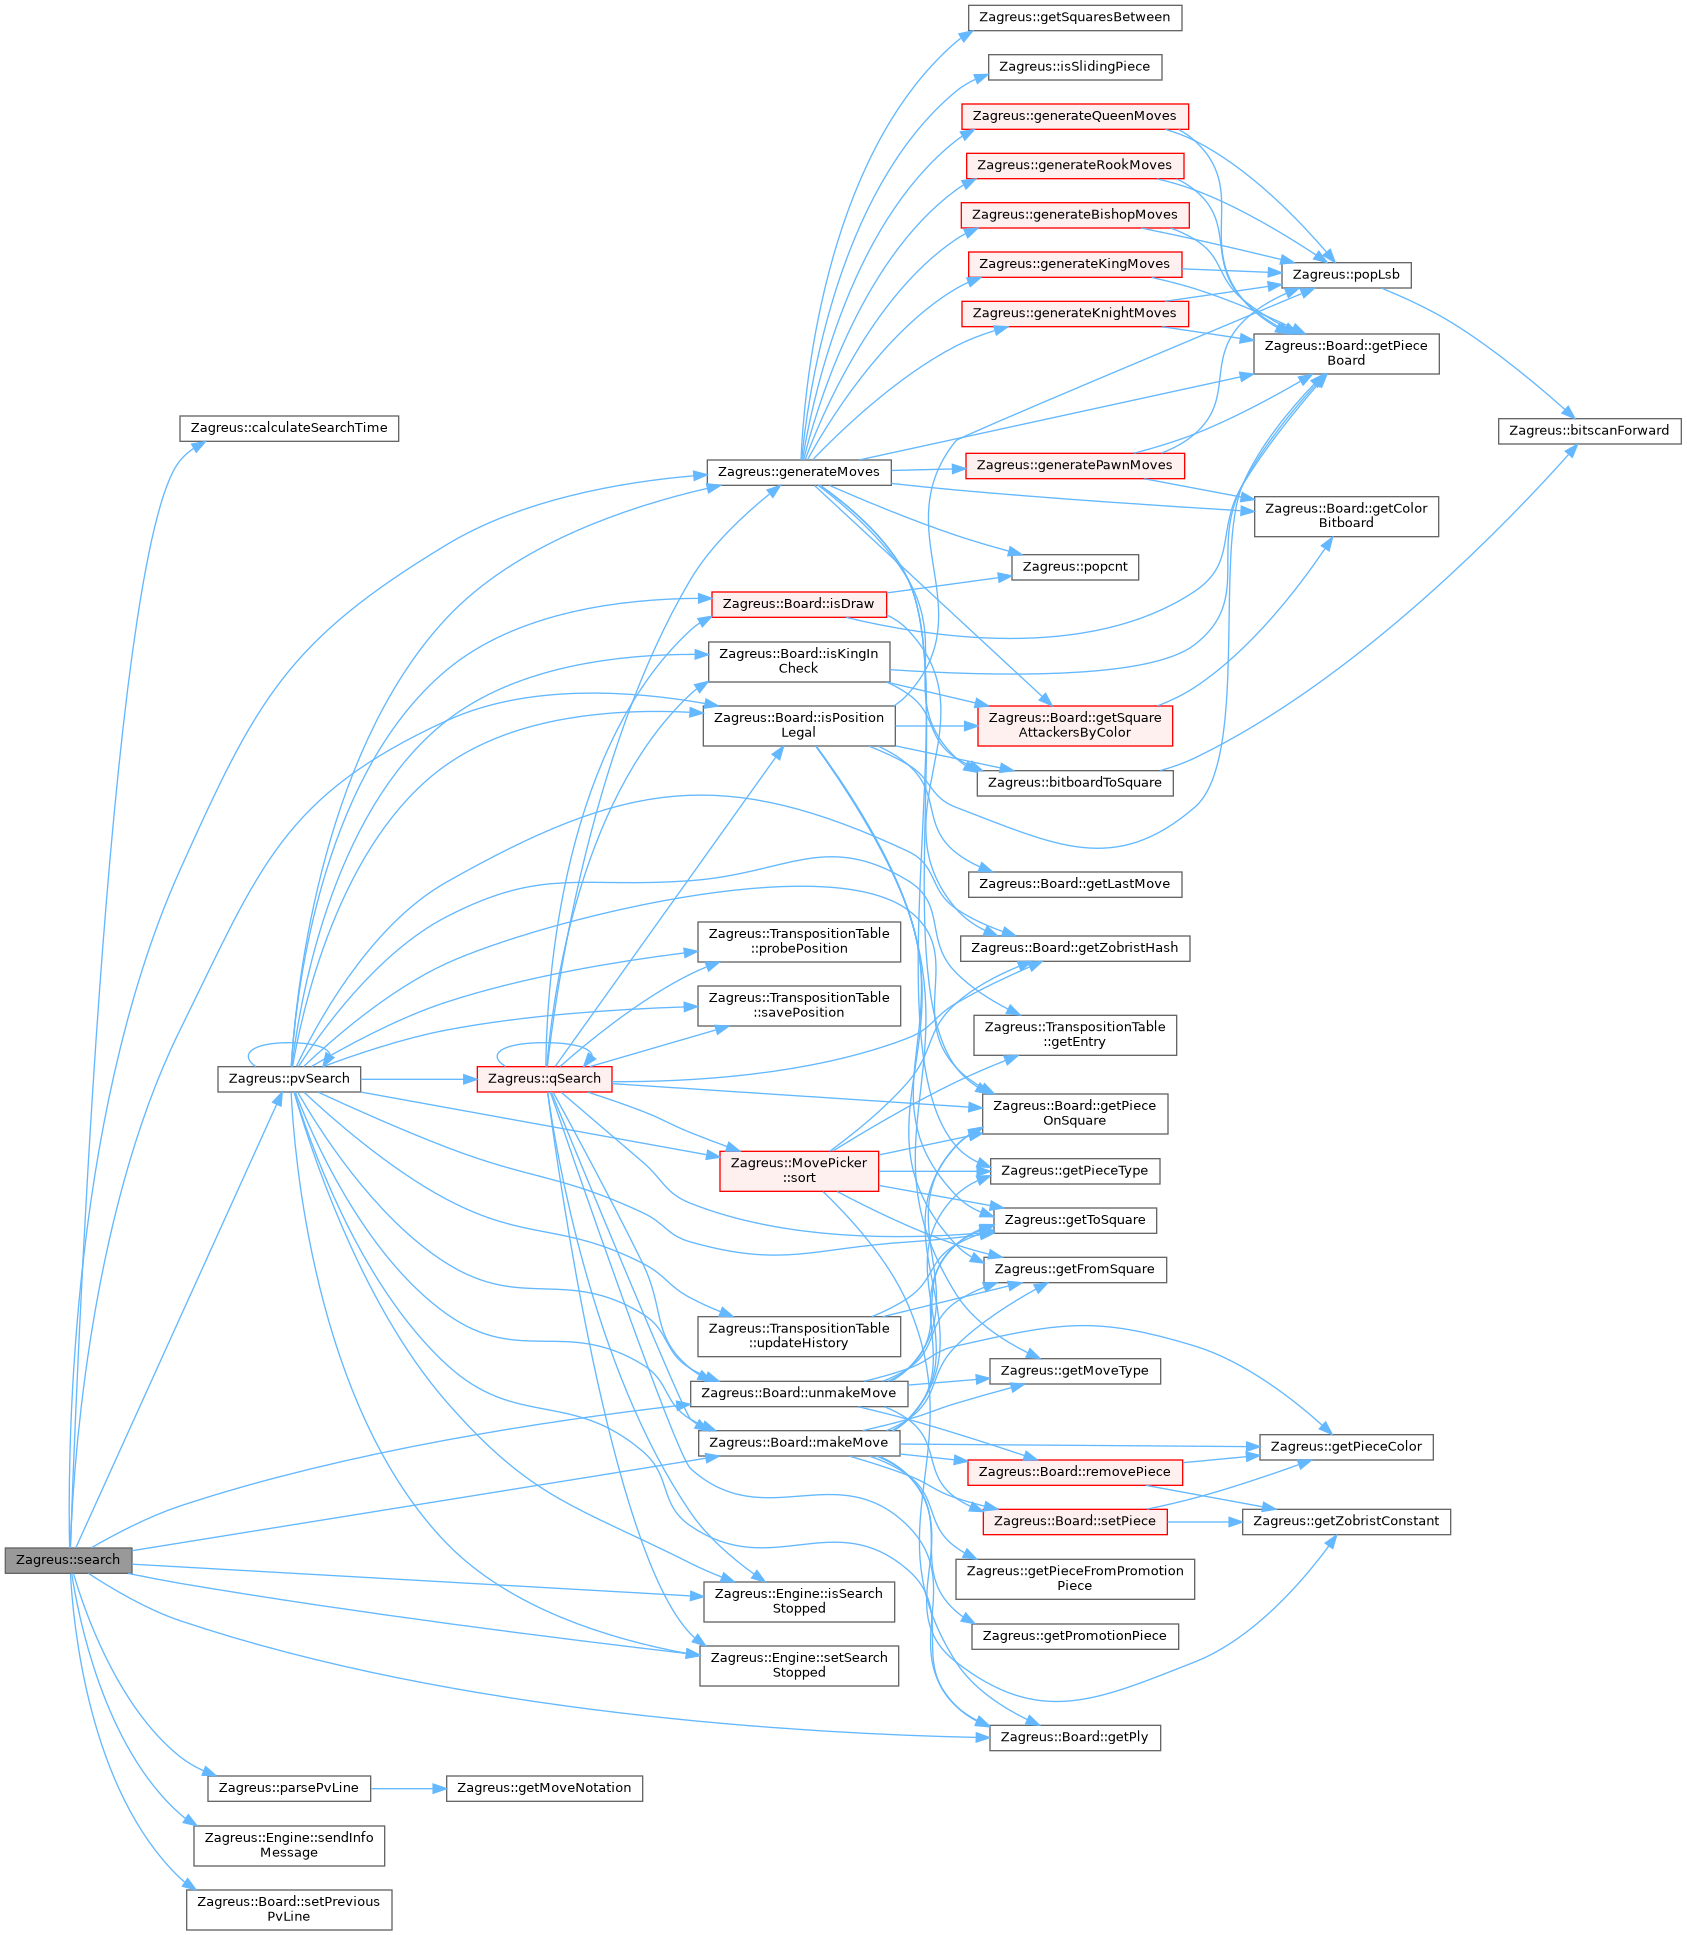 Zagreus::getSquaresBetween
Zagreus::isSlidingPiece
Zagreus::generateQueenMoves
Zagreus::generateRookMoves
Zagreus::generateBishopMoves
Zagreus::generateKingMoves
Zagreus::popLsb
Zagreus::generateKnightMoves
Zagreus::Board::getPiece
Board
Zagreus::calculateSearchTime
Zagreus::bitscanForward
Zagreus::generateMoves
Zagreus::generatePawnMoves
Zagreus::Board::getColor
Bitboard
Zagreus::popcnt
Zagreus::Board::isDraw
Zagreus::Board::isKingIn
Check
Zagreus::Board::isPosition
Legal
Zagreus::Board::getSquare
AttackersByColor
Zagreus::bitboardToSquare
Zagreus::Board::getLastMove
Zagreus::TranspositionTable
::probePosition
Zagreus::Board::getZobristHash
Zagreus::TranspositionTable
::savePosition
Zagreus::TranspositionTable
::getEntry
Zagreus::pvSearch
Zagreus::qSearch
Zagreus::Board::getPiece
OnSquare
Zagreus::MovePicker
::sort
Zagreus::getPieceType
Zagreus::getToSquare
Zagreus::getFromSquare
Zagreus::TranspositionTable
::updateHistory
Zagreus::getMoveType
Zagreus::Board::unmakeMove
Zagreus::Board::makeMove
Zagreus::getPieceColor
Zagreus::Board::removePiece
Zagreus::Board::setPiece
Zagreus::getZobristConstant
Zagreus::search
Zagreus::getPieceFromPromotion
Piece
Zagreus::Engine::isSearch
Stopped
Zagreus::getPromotionPiece
Zagreus::Engine::setSearch
Stopped
Zagreus::Board::getPly
Zagreus::parsePvLine
Zagreus::getMoveNotation
Zagreus::Engine::sendInfo
Message
Zagreus::Board::setPrevious
PvLine